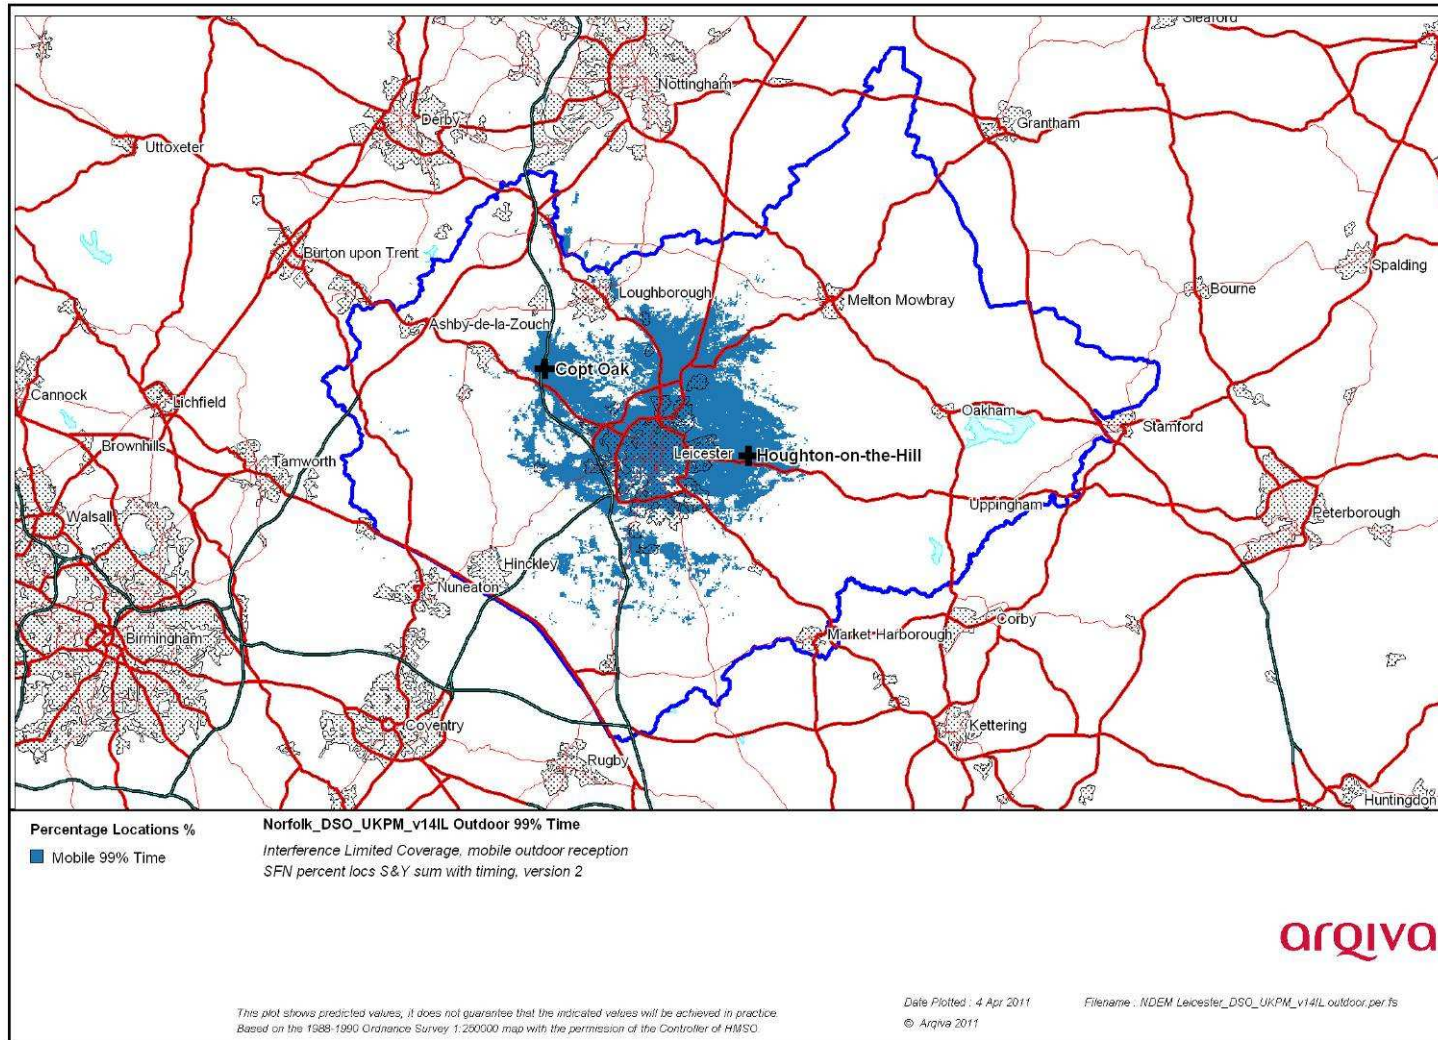 Sleaford
Nottingham
Derby
Grantham
Uttoxeter
Burton upon Trent
Spalding
Bourne
Loughborough
Melton Mowbray
Ashby-de-la-Zouch
Copt Oak
Cannock
Lichfield
Oakham
Stamford
Brownhills
Leicester
Houghton-on-the-Hill
Tamworth
Uppingham
Peterborough
Walsall
Hinckley
Nuneaton
Corby
Birmingham
Market Harborough
Coventry
Kettering
Rugby
Huntingdon
Percentage Locations %
Mobile 99% Time
Norfolk_DSO_UKPM_v14IL Outdoor 99% Time
Interference Limited Coverage, mobile outdoor reception
SFN percent locs S&Y sum with timing, version 2
arqiva
This plot shows predicted values; it does not guarantee that the indicated values will be achieved in practice.
Based on the 1988-1990 Ordnance Survey 1:250000 map with the permission of the Controller of HMSO
Date Plotted : 4 Apr 2011
© Arqiva 2011
Filename : NDEM Leicester_DSO_UKPM_v14IL outdoor.per.fs